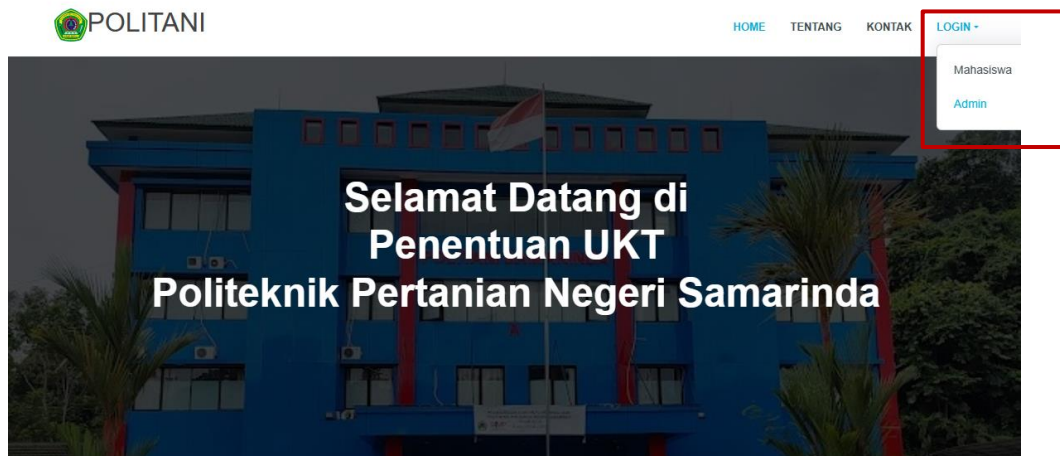 POLITANI
HOME TENTANG KONTAK LOGIN
Mahasiswa
Admin
Selamat Datang di
Penentuan UKT
Politeknik Pertanian Negeri Samarinda